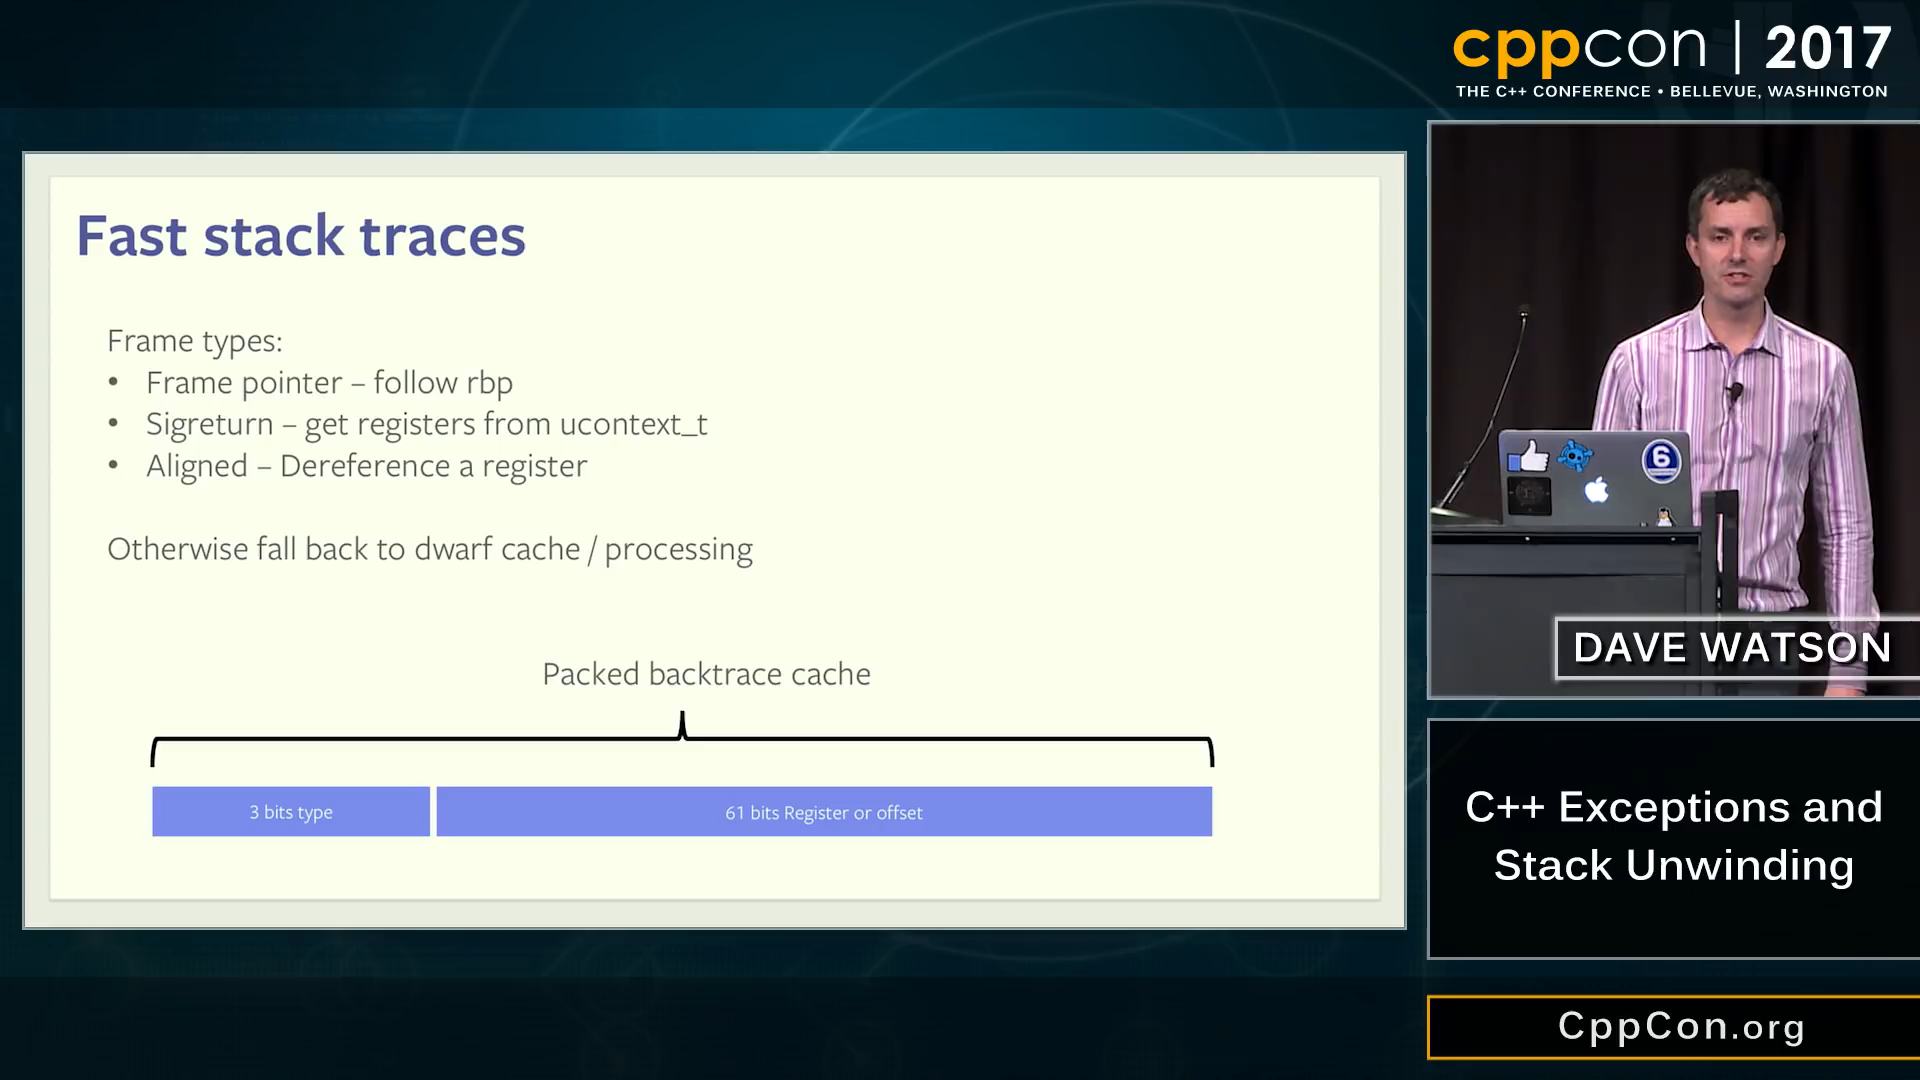 cppcon | 2017
THE C++ CONFERENCE • BELLEVUE, WASHINGTON
Fast stack traces
Frame types:
• Frame pointer – follow rbp
• Sigreturn – get registers from ucontext_t
• Aligned – Dereference a register
Otherwise fall back to dwarf cache / processing
Packed backtrace cache
3 bits type
61 bits Register or offset
6
DAVE WATSON
C++ Exceptions and
Stack Unwinding
CppCon.org